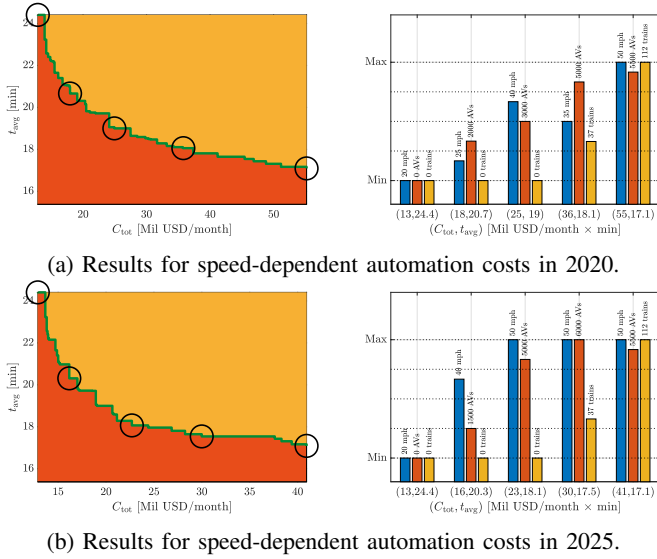 24
22
20
18
16
t_avg [min]
20
30
40
50
C_tot [Mil USD/month]
Max
Min
20 mph
0 AVs
0 trains
25 mph
2000 AVs
0 trains
40 mph
3000 AVs
0 trains
35 mph
5000 AVs
37 trains
50 mph
5500 AVs
112 trains
(13,24.4)
(18,20.7)
(25, 19)
(36,18.1)
(55,17.1)
(C_tot, t_avg) [Mil USD/month × min]
(a) Results for speed-dependent automation costs in 2020.
24
22
20
18
16
t_avg [min]
15
20
25
30
35
40
C_tot [Mil USD/month]
Max
Min
20 mph
0 AVs
0 trains
40 mph
1500 AVs
0 trains
50 mph
5000 AVs
0 trains
50 mph
6000 AVs
37 trains
50 mph
5500 AVs
112 trains
(13,24.4)
(16,20.3)
(23,18.1)
(30,17.5)
(41,17.1)
(C_tot, t_avg) [Mil USD/month × min]
(b) Results for speed-dependent automation costs in 2025.